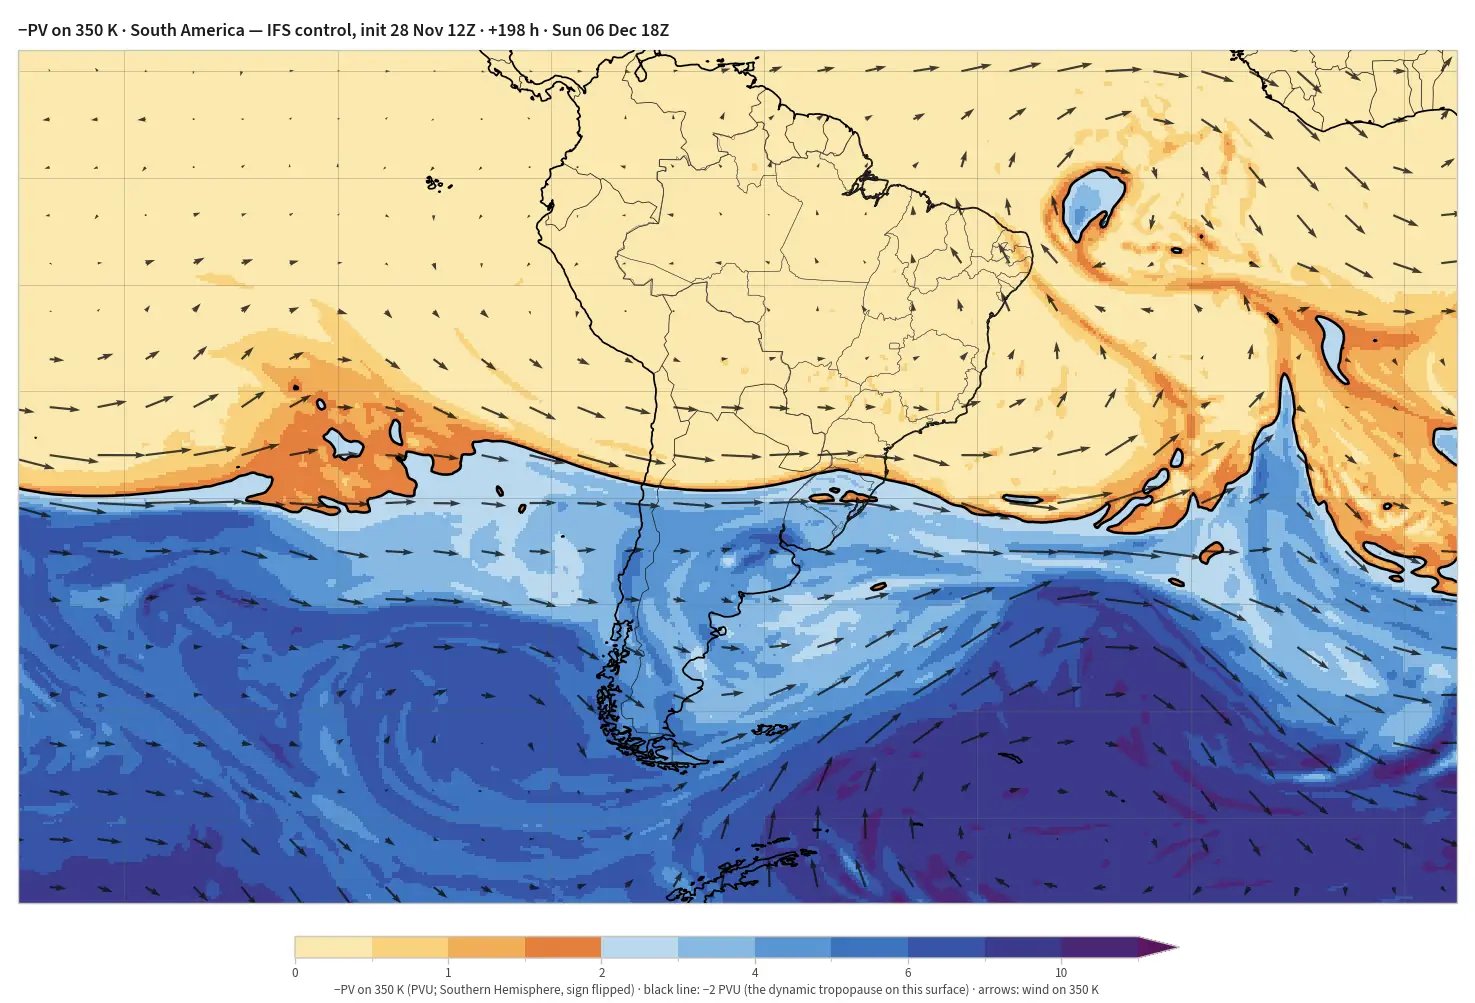 −PV on 350 K · South America — IFS control, init 28 Nov 12Z · +198 h · Sun 06 Dec 18Z
0 1 2 4 6 10
−PV on 350 K (PVU; Southern Hemisphere, sign flipped) · black line: −2 PVU (the dynamic tropopause on this surface) · arrows: wind on 350 K